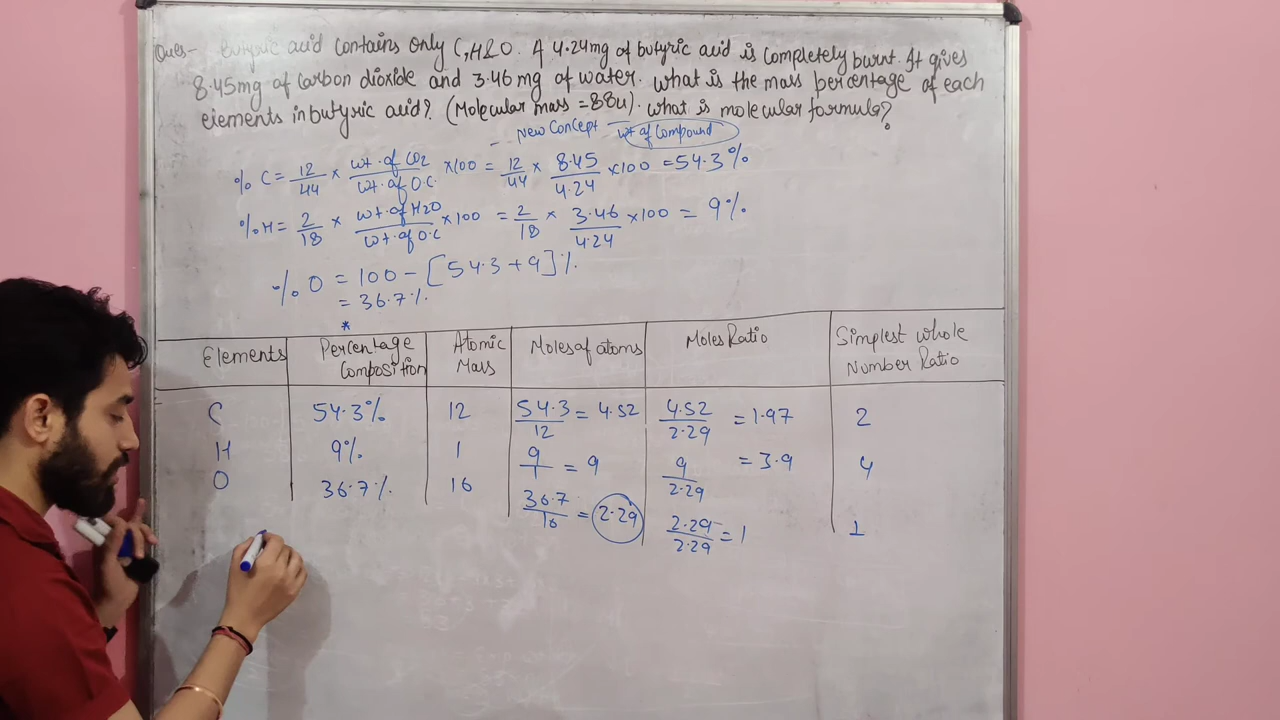 Ques- Butyric acid contains only C, H & O. A 4.24mg of butyric acid is completely burnt. It gives
8.45mg of carbon dioxide and 3.46 mg of water. What is the mass percentage of each
elements in butyric acid? (Molecular mass = 88u). What is molecular formula?
New Concept - wt of Compound
% C = 12/44 × wt. of CO2/wt. of O.C. ×100 = 12/44 × 8.45/4.24 ×100 = 54.3%
% H = 2/18 × wt. of H2O/wt. of O.C ×100 = 2/18 × 3.46/4.24 ×100 = 9%
% O = 100 - [54.3 + 9] %
= 36.7%
*
Elements Percentage Composition Atomic Mass Moles of atoms Moles Ratio Simplest whole Number Ratio
C 54.3% 12 54.3/12 = 4.52 4.52/2.29 = 1.97 2
H 9% 1 9/1 = 9 9/2.29 = 3.9 4
O 36.7% 16 36.7/16 = 2.29 2.29/2.29 = 1 1